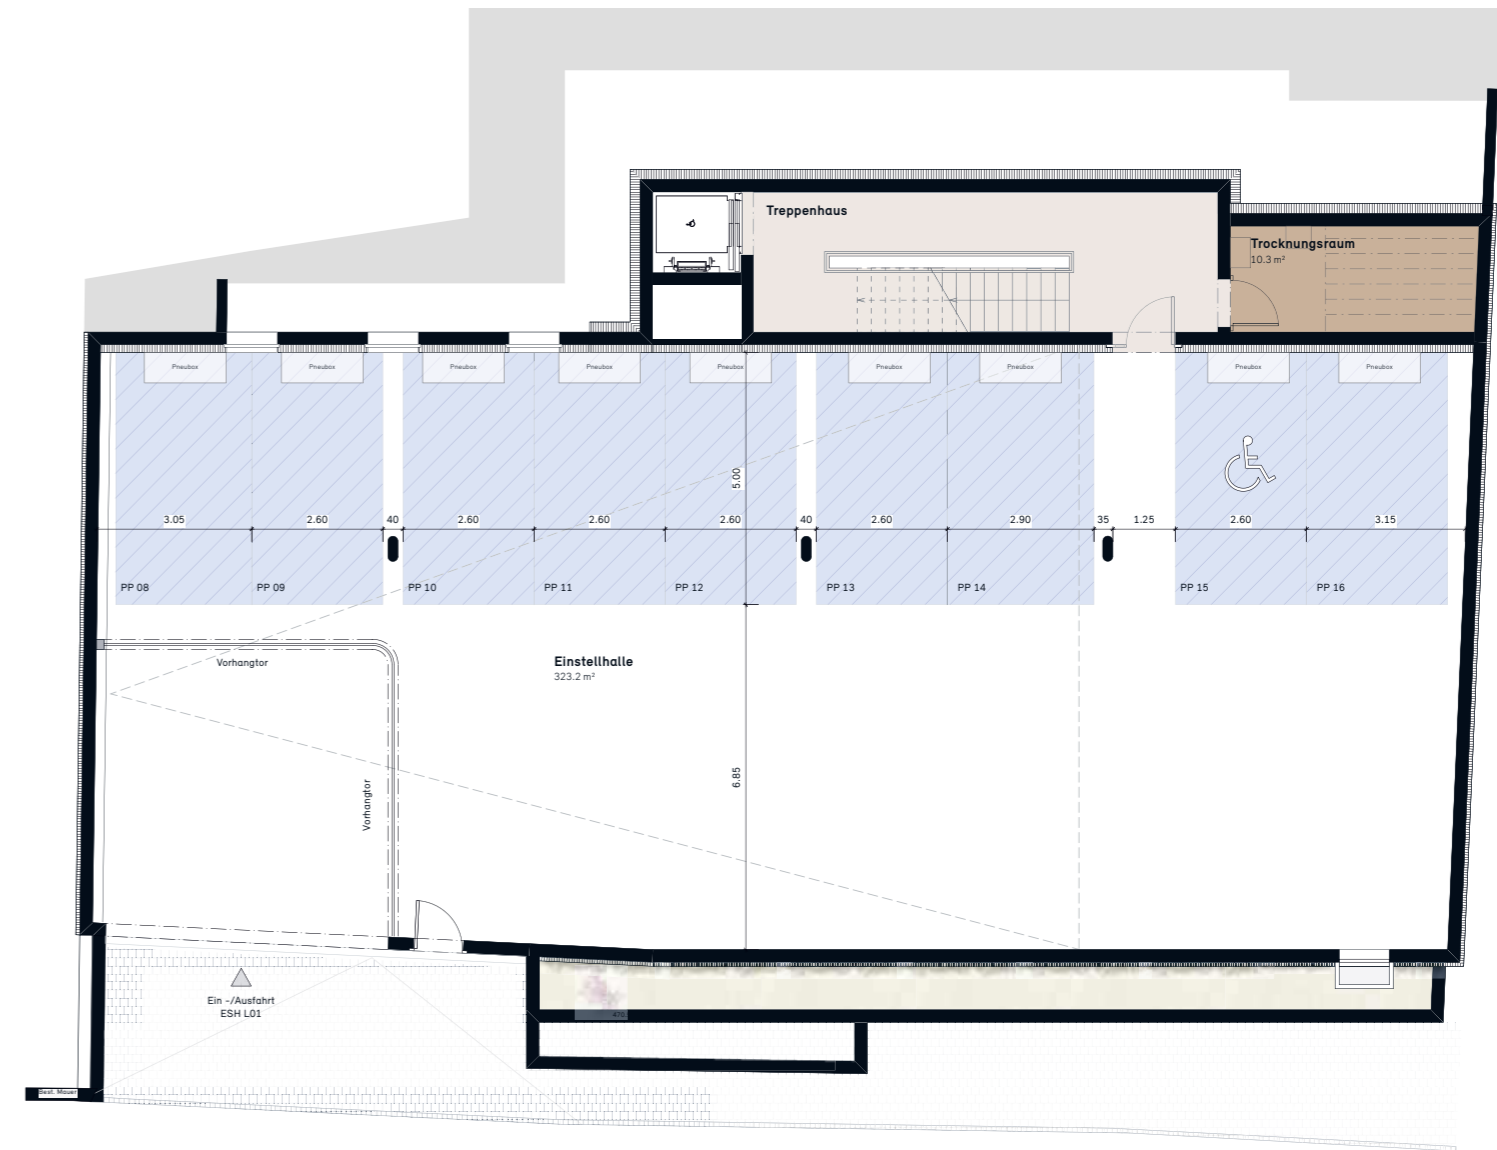 Treppenhaus
Trocknungsraum
10.3 m²
Pneubox
Pneubox
Pneubox
Pneubox
Pneubox
Pneubox
Pneubox
Pneubox
Pneubox
5.00
3.05
2.60
40
2.60
2.60
2.60
40
2.60
2.90
35
1.25
2.60
3.15
PP 08
PP 09
PP 10
PP 11
PP 12
PP 13
PP 14
PP 15
PP 16
Vorhangtor
Einstellhalle
323.2 m²
Vorhangtor
6.85
Ein -/Ausfahrt
ESH L01
Best. Mauer